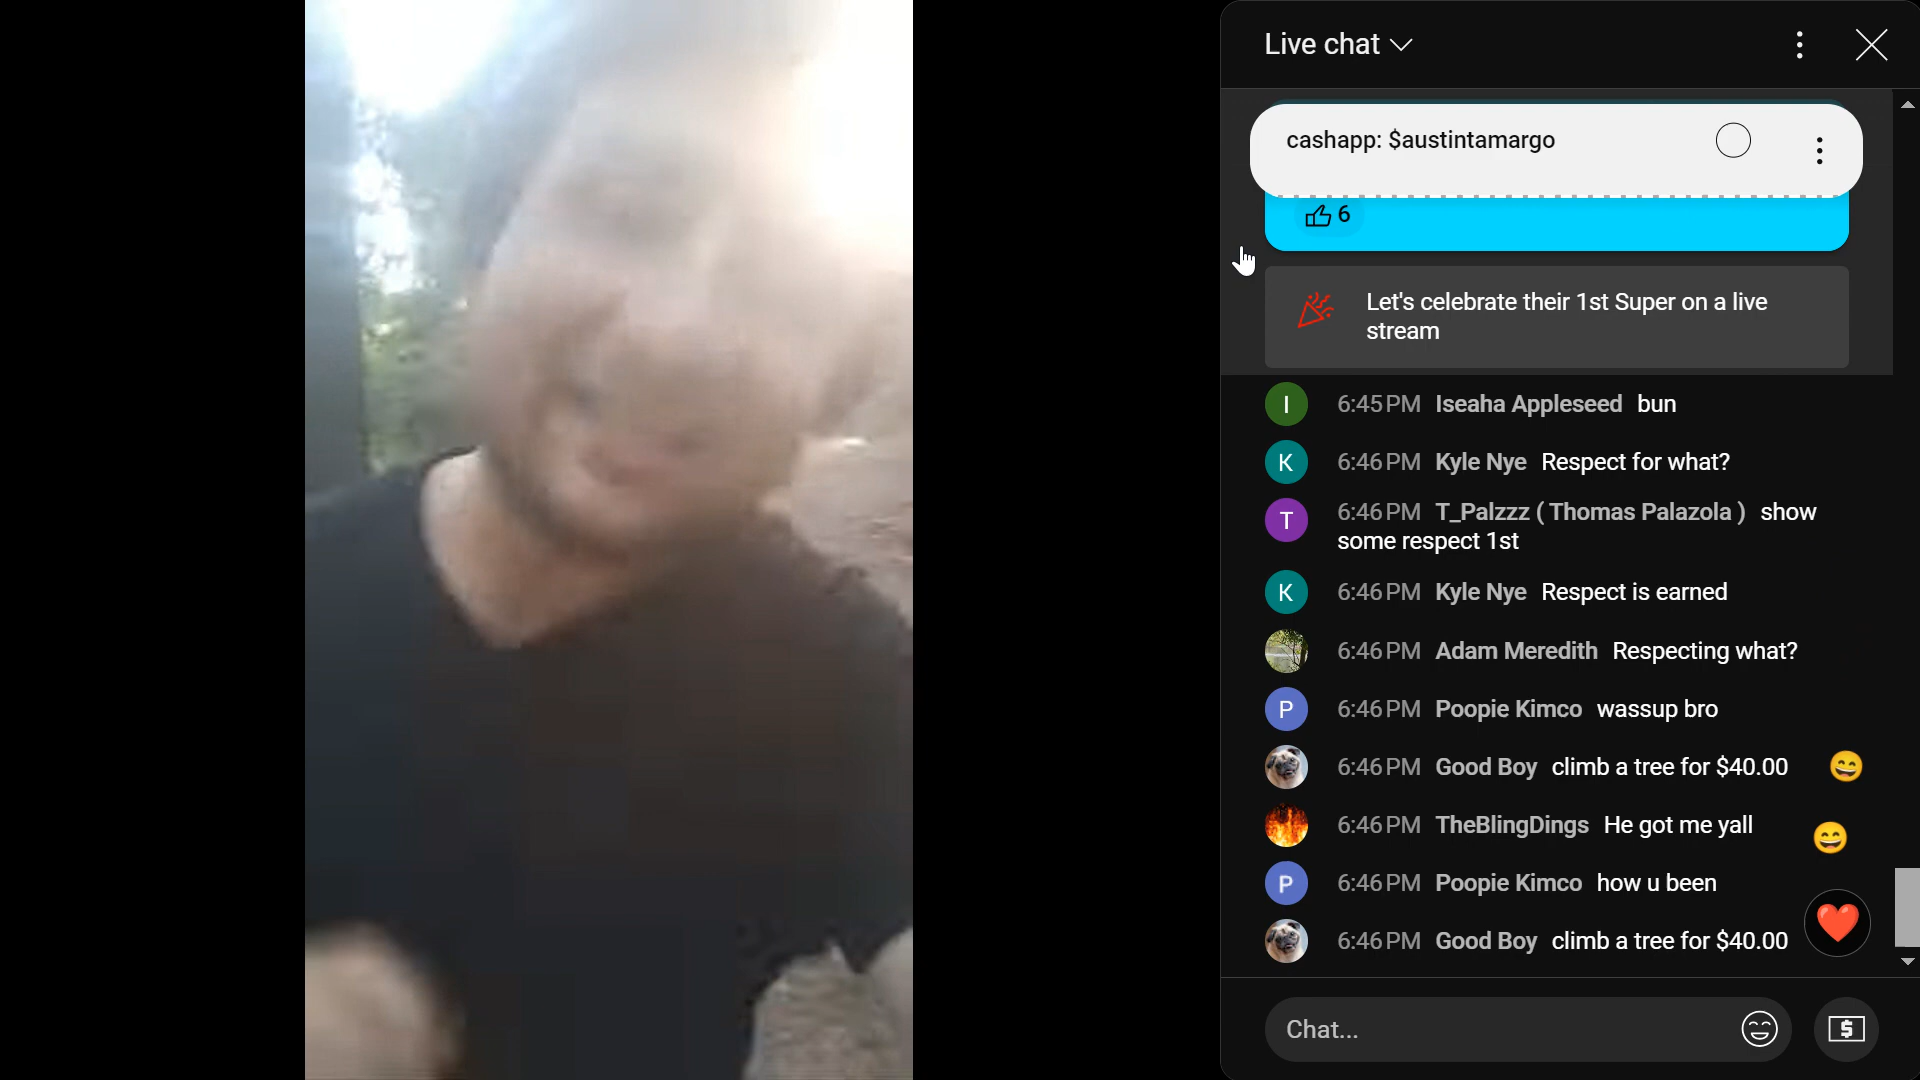 Live chat
cashapp: $austintamargo
6
Let's celebrate their 1st Super on a live
stream
I 6:45 PM Iseaha Appleseed bun
K 6:46 PM Kyle Nye Respect for what?
T 6:46 PM T_Palzzz ( Thomas Palazola ) show
some respect 1st
K 6:46 PM Kyle Nye Respect is earned
6:46 PM Adam Meredith Respecting what?
P 6:46 PM Poopie Kimco wassup bro
6:46 PM Good Boy climb a tree for $40.00
6:46 PM TheBlingDings He got me yall
P 6:46 PM Poopie Kimco how u been
6:46 PM Good Boy climb a tree for $40.00
Chat...
$